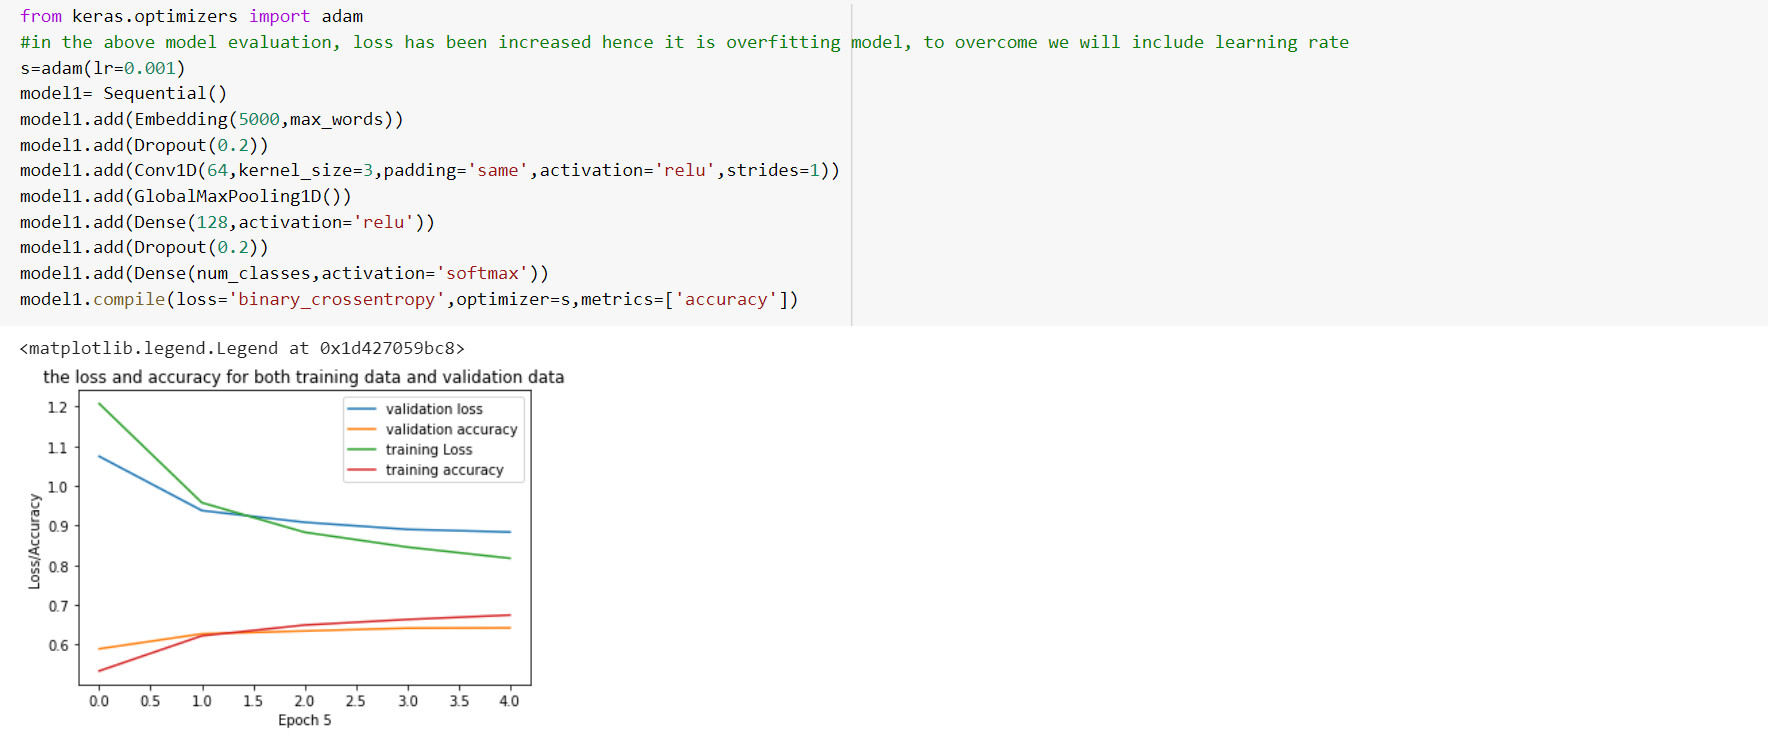 from keras.optimizers import adam
#in the above model evaluation, loss has been increased hence it is overfitting model, to overcome we will include learning rate
s=adam(lr=0.001)
model1= Sequential()
model1.add(Embedding(5000,max_words))
model1.add(Dropout(0.2))
model1.add(Conv1D(64,kernel_size=3,padding='same',activation='relu',strides=1))
model1.add(GlobalMaxPooling1D())
model1.add(Dense(128,activation='relu'))
model1.add(Dropout(0.2))
model1.add(Dense(num_classes,activation='softmax'))
model1.compile(loss='binary_crossentropy',optimizer=s,metrics=['accuracy'])
<matplotlib.legend.Legend at 0x1d427059bc8>
the loss and accuracy for both training data and validation data
validation loss
validation accuracy
training Loss
training accuracy
Loss/Accuracy
1.2
1.1
1.0
0.9
0.8
0.7
0.6
0.0 0.5 1.0 1.5 2.0 2.5 3.0 3.5 4.0
Epoch 5